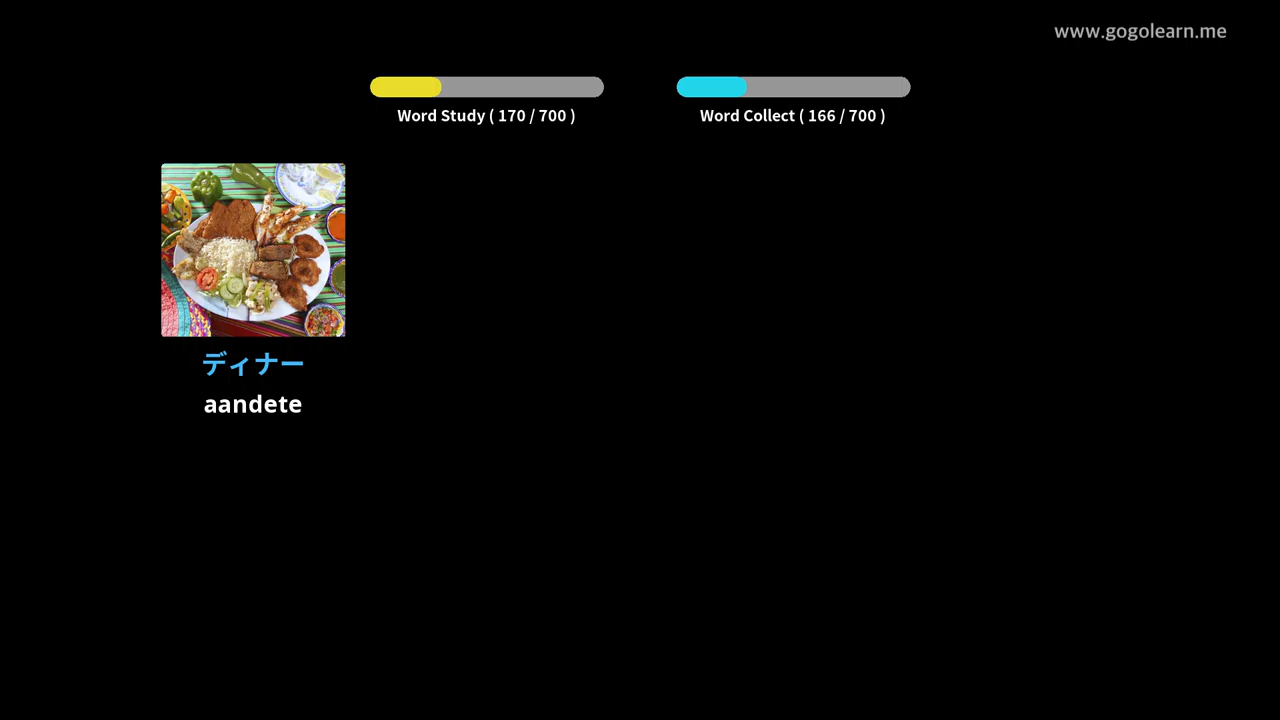 www.gogolearn.me
Word Study ( 170 / 700 )
Word Collect ( 166 / 700 )
ディナー
aandete